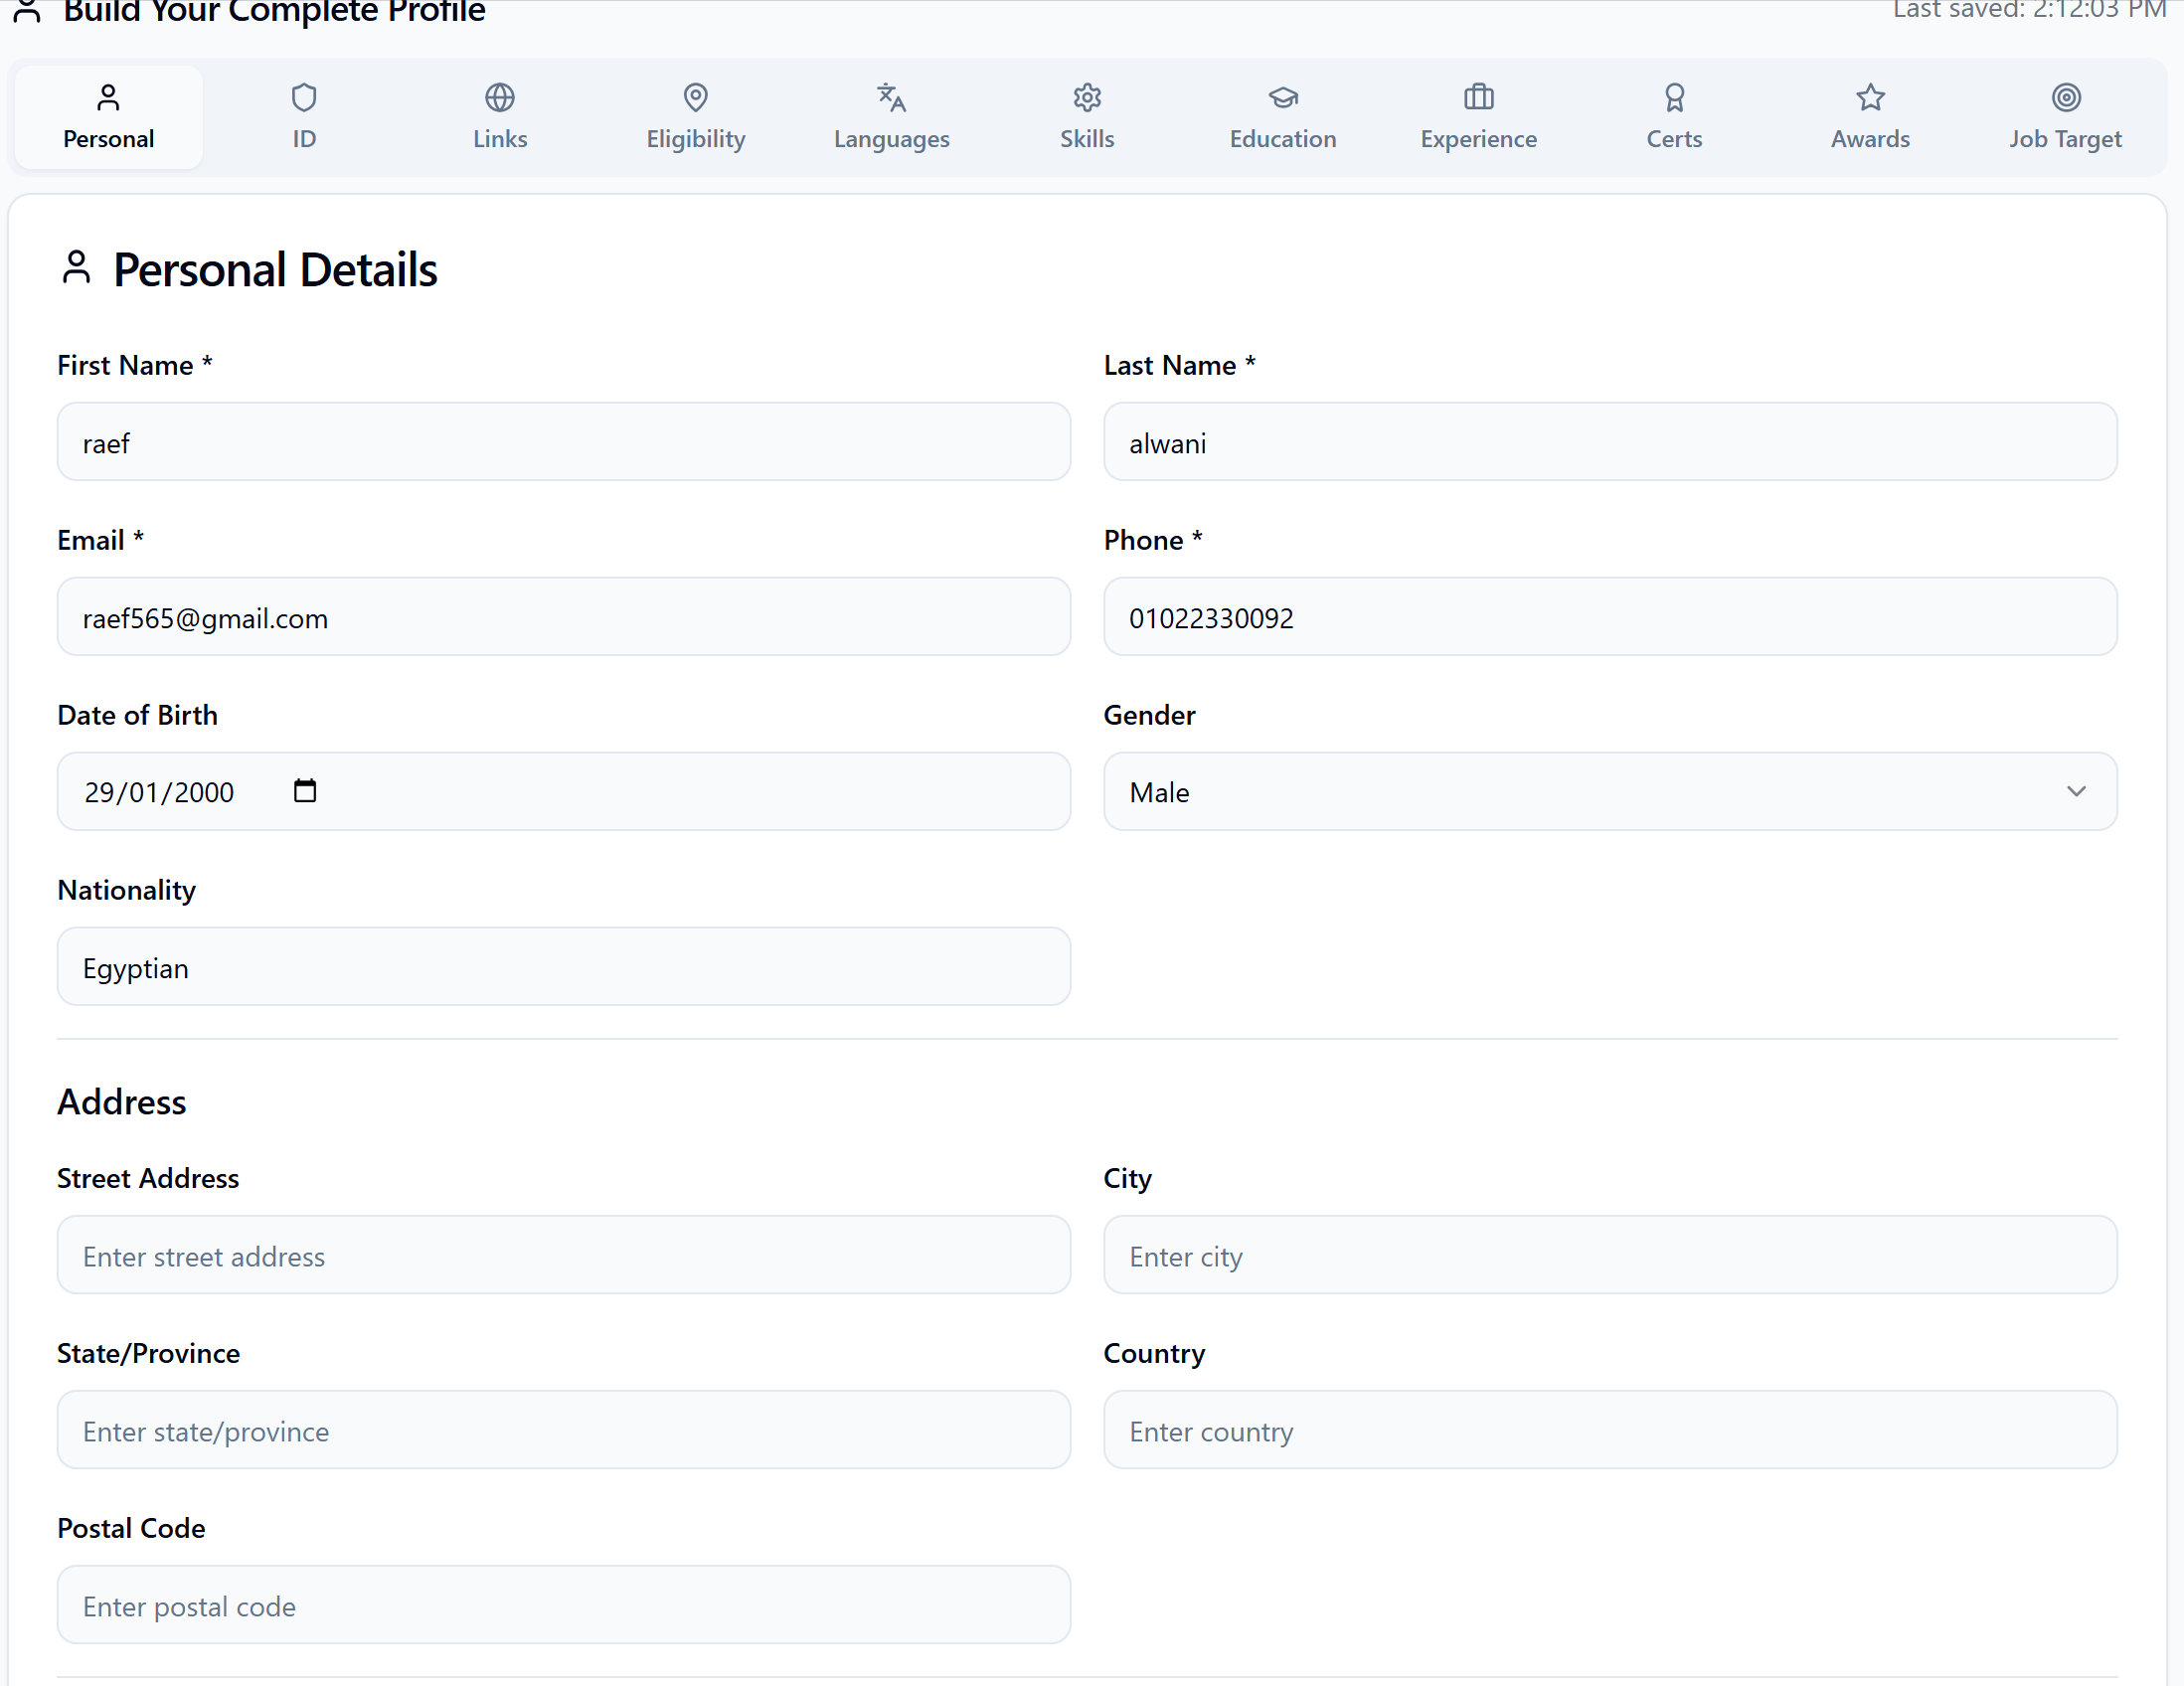 Build Your Complete Profile
Last saved: 2:12:03 PM
Personal
ID
Links
Eligibility
Languages
Skills
Education
Experience
Certs
Awards
Job Target
Personal Details
First Name *
Last Name *
raef
alwani
Email *
Phone *
raef565@gmail.com
01022330092
Date of Birth
Gender
29/01/2000
Male
Nationality
Egyptian
Address
Street Address
City
Enter street address
Enter city
State/Province
Country
Enter state/province
Enter country
Postal Code
Enter postal code